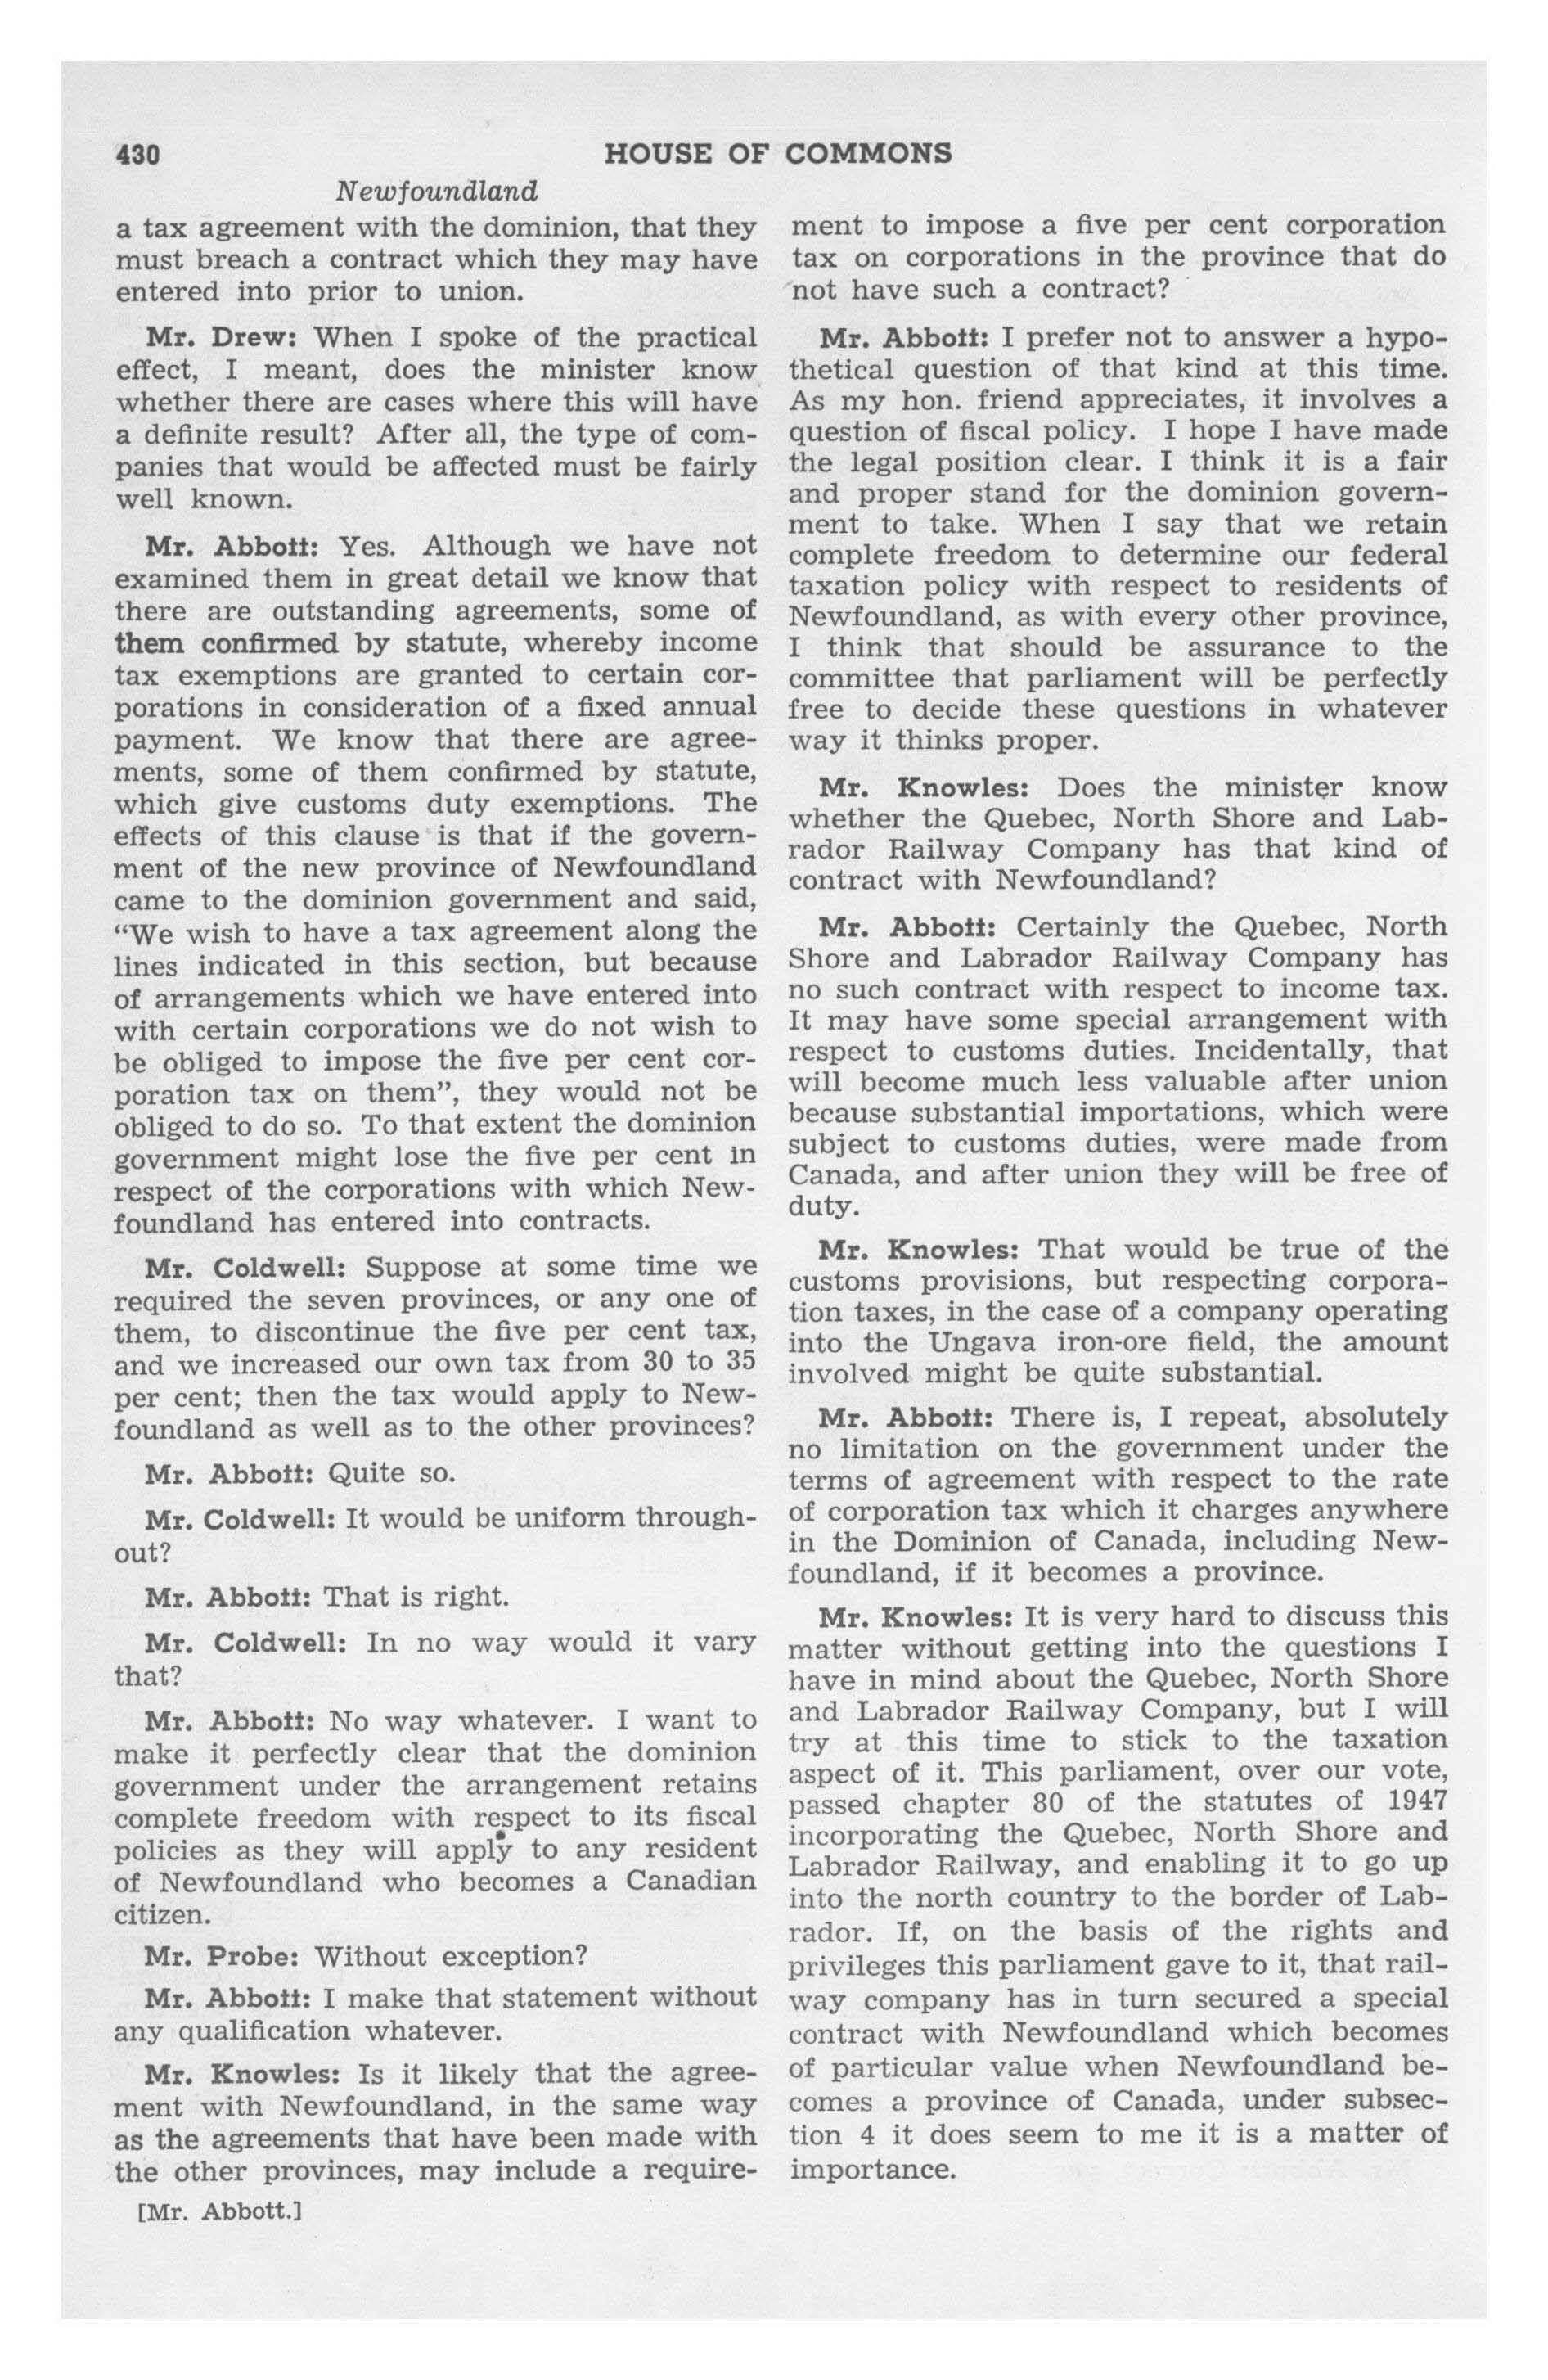 430
HOUSE OF COMMONS
Newfoundland
a tax agreement with the dominion, that they
must breach a contract which they may have
entered into prior to union.
Mr. Drew: When I spoke of the practical
effect, I meant, does the minister know
whether there are cases where this will have
a definite result? After all, the type of com-
panies that would be affected must be fairly
well known.
Mr. Abbott: Yes. Although we have not
examined them in great detail we know that
there are outstanding agreements, some of
them confirmed by statute, whereby income
tax exemptions are granted to certain cor-
porations in consideration of a fixed annual
payment. We know that there are agree-
ments, some of them confirmed by statute,
which give customs duty exemptions. The
effects of this clause is that if the govern-
ment of the new province of Newfoundland
came to the dominion government and said,
“We wish to have a tax agreement along the
lines indicated in this section, but because
of arrangements which we have entered into
with certain corporations we do not wish to
be obliged to impose the five per cent cor-
poration tax on them”, they would not be
obliged to do so. To that extent the dominion
government might lose the five per cent in
respect of the corporations with which New-
foundland has entered into contracts.
Mr. Coldwell: Suppose at some time we
required the seven provinces, or any one of
them, to discontinue the five per cent tax,
and we increased our own tax from 30 to 35
per cent; then the tax would apply to New-
foundland as well as to the other provinces?
Mr. Abbott: Quite so.
Mr. Coldwell: It would be uniform through-
out?
Mr. Abbott: That is right.
Mr. Coldwell: In no way would it vary
that?
Mr. Abbott: No way whatever. I want to
make it perfectly clear that the dominion
government under the arrangement retains
complete freedom with respect to its fiscal
policies as they will apply to any resident
of Newfoundland who becomes a Canadian
citizen.
Mr. Probe: Without exception?
Mr. Abbott: I make that statement without
any qualification whatever.
Mr. Knowles: Is it likely that the agree-
ment with Newfoundland, in the same way
as the agreements that have been made with
the other provinces, may include a require-
[Mr. Abbott.]
ment to impose a five per cent corporation
tax on corporations in the province that do
not have such a contract?
Mr. Abbott: I prefer not to answer a hypo-
thetical question of that kind at this time.
As my hon. friend appreciates, it involves a
question of fiscal policy. I hope I have made
the legal position clear. I think it is a fair
and proper stand for the dominion govern-
ment to take. When I say that we retain
complete freedom to determine our federal
taxation policy with respect to residents of
Newfoundland, as with every other province,
I think that should be assurance to the
committee that parliament will be perfectly
free to decide these questions in whatever
way it thinks proper.
Mr. Knowles: Does the minister know
whether the Quebec, North Shore and Lab-
rador Railway Company has that kind of
contract with Newfoundland?
Mr. Abbott: Certainly the Quebec, North
Shore and Labrador Railway Company has
no such contract with respect to income tax.
It may have some special arrangement with
respect to customs duties. Incidentally, that
will become much less valuable after union
because substantial importations, which were
subject to customs duties, were made from
Canada, and after union they will be free of
duty.
Mr. Knowles: That would be true of the
customs provisions, but respecting corpora-
tion taxes, in the case of a company operating
into the Ungava iron-ore field, the amount
involved might be quite substantial.
Mr. Abbott: There is, I repeat, absolutely
no limitation on the government under the
terms of agreement with respect to the rate
of corporation tax which it charges anywhere
in the Dominion of Canada, including New-
foundland, if it becomes a province.
Mr. Knowles: It is very hard to discuss this
matter without getting into the questions I
have in mind about the Quebec, North Shore
and Labrador Railway Company, but I will
try at this time to stick to the taxation
aspect of it. This parliament, over our vote,
passed chapter 80 of the statutes of 1947
incorporating the Quebec, North Shore and
Labrador Railway, and enabling it to go up
into the north country to the border of Lab-
rador. If, on the basis of the rights and
privileges this parliament gave to it, that rail-
way company has in turn secured a special
contract with Newfoundland which becomes
of particular value when Newfoundland be-
comes a province of Canada, under subsec-
tion 4 it does seem to me it is a matter of
importance.